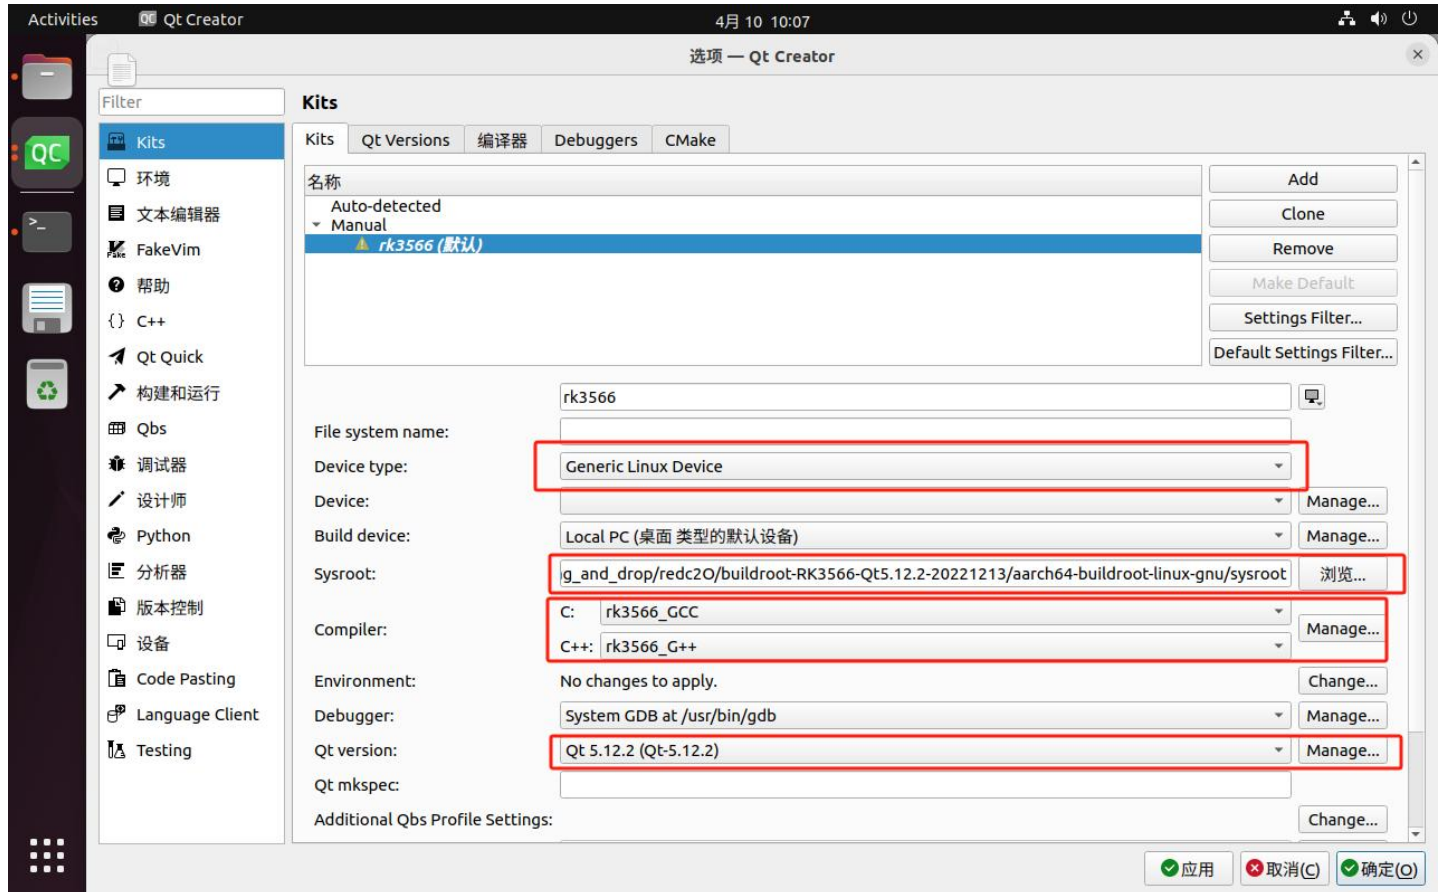 Activities QC Qt Creator 4月 10 10:07
选项 — Qt Creator
Filter
Kits
QC
Kits
环境
文本编辑器
FakeVim
帮助
{} C++
Qt Quick
构建和运行
Qbs
调试器
设计师
Python
分析器
版本控制
设备
Code Pasting
Language Client
Testing
Kits Qt Versions 编译器 Debuggers CMake
名称
Auto-detected
Manual
rk3566 (默认)
Add
Clone
Remove
Make Default
Settings Filter...
Default Settings Filter...
rk3566
File system name:
Device type: Generic Linux Device
Device: Manage...
Build device: Local PC (桌面 类型的默认设备) Manage...
Sysroot: g_and_drop/redc2O/buildroot-RK3566-Qt5.12.2-20221213/aarch64-buildroot-linux-gnu/sysroot 浏览...
Compiler: C: rk3566_GCC Manage...
C++: rk3566_G++
Environment: No changes to apply. Change...
Debugger: System GDB at /usr/bin/gdb Manage...
Qt version: Qt 5.12.2 (Qt-5.12.2) Manage...
Qt mkspec:
Additional Qbs Profile Settings: Change...
应用 取消(C) 确定(O)